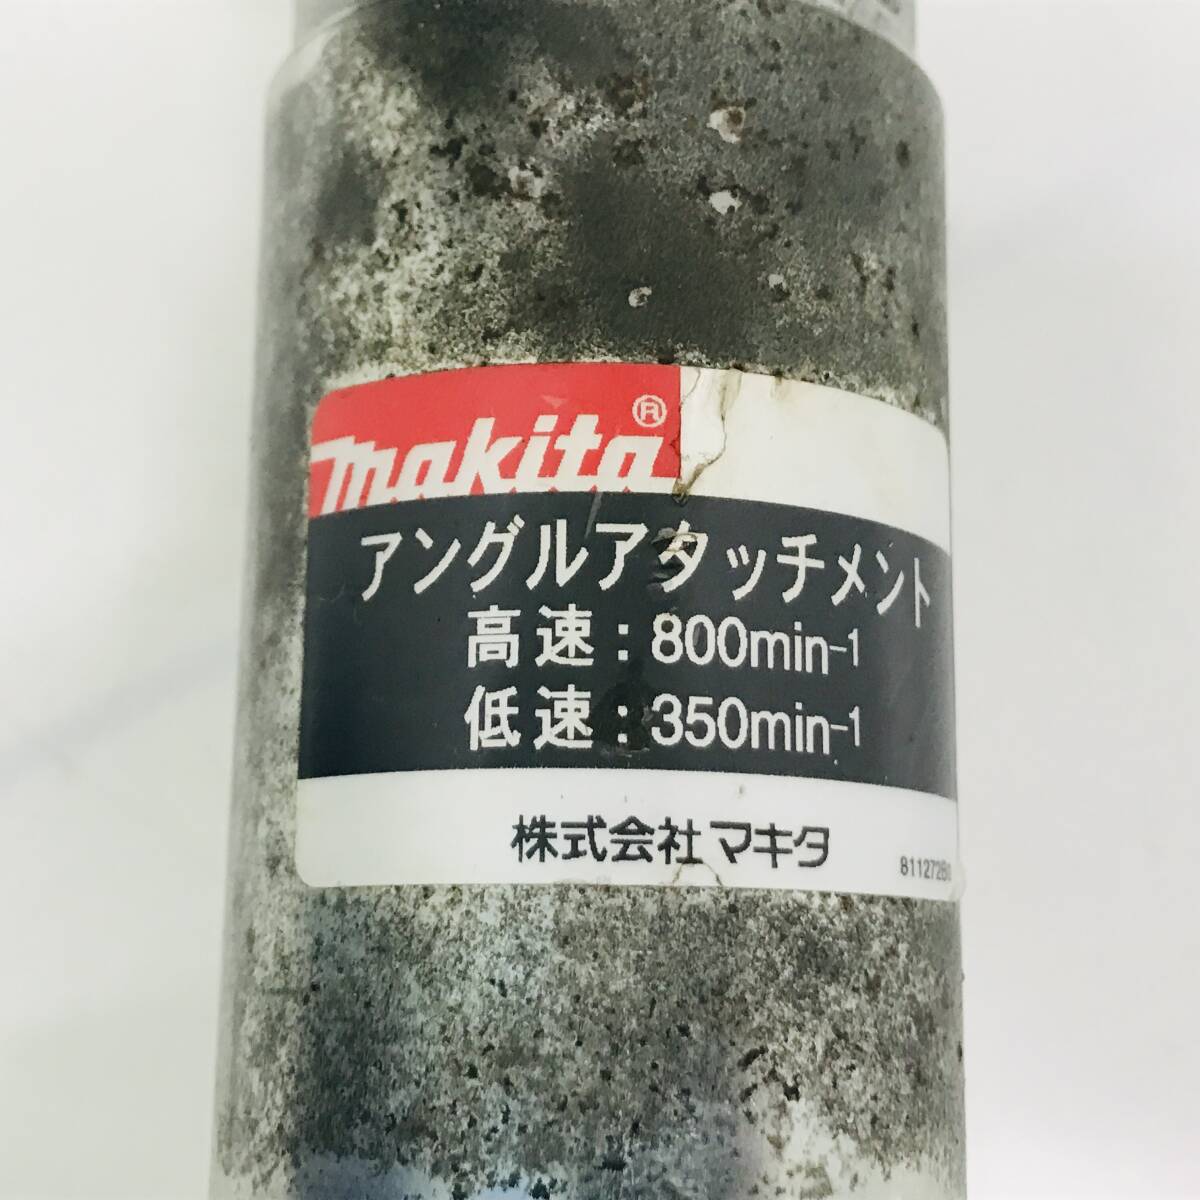 makita®
アングルアタッチメント
高速：800min-1
低速：350min-1
株式会社マキタ